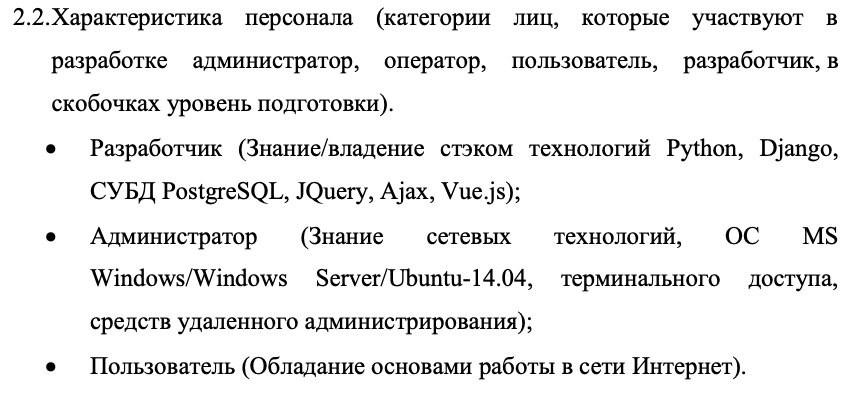 2.2.Характеристика персонала (категории лиц, которые участвуют в
разработке администратор, оператор, пользователь, разработчик, в
скобочках уровень подготовки).
• Разработчик (Знание/владение стэком технологий Python, Django,
СУБД PostgreSQL, JQuery, Ajax, Vue.js);
• Администратор (Знание сетевых технологий, ОС MS
Windows/Windows Server/Ubuntu-14.04, терминального доступа,
средств удаленного администрирования);
• Пользователь (Обладание основами работы в сети Интернет).